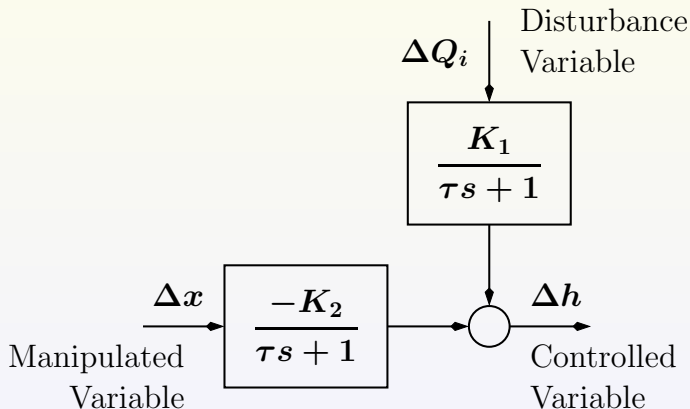 Disturbance
ΔQ_i
Variable
K_1
τs + 1
Δx
−K_2
τs + 1
Δh
Manipulated
Variable
Controlled
Variable